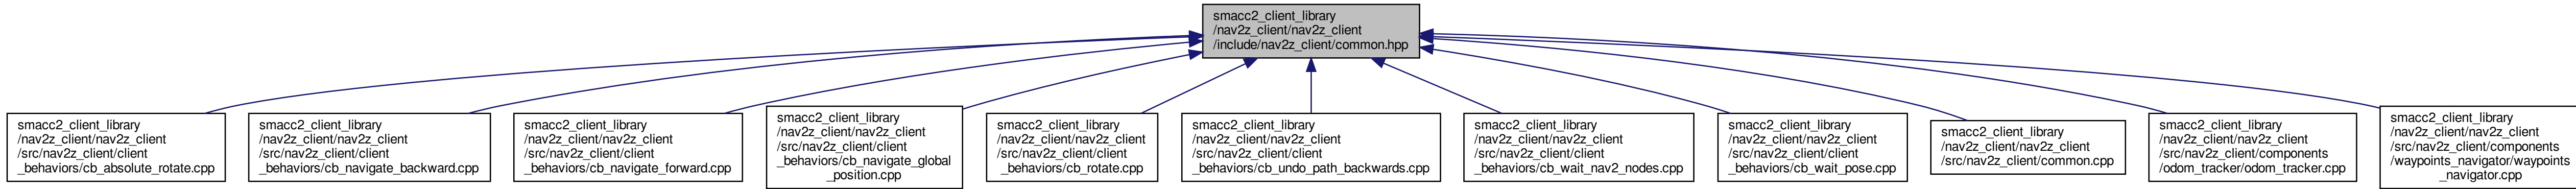 smacc2_client_library
/nav2z_client/nav2z_client
/include/nav2z_client/common.hpp
smacc2_client_library
/nav2z_client/nav2z_client
/src/nav2z_client/client
_behaviors/cb_absolute_rotate.cpp
smacc2_client_library
/nav2z_client/nav2z_client
/src/nav2z_client/client
_behaviors/cb_navigate_backward.cpp
smacc2_client_library
/nav2z_client/nav2z_client
/src/nav2z_client/client
_behaviors/cb_navigate_forward.cpp
smacc2_client_library
/nav2z_client/nav2z_client
/src/nav2z_client/client
_behaviors/cb_navigate_global
_position.cpp
smacc2_client_library
/nav2z_client/nav2z_client
/src/nav2z_client/client
_behaviors/cb_rotate.cpp
smacc2_client_library
/nav2z_client/nav2z_client
/src/nav2z_client/client
_behaviors/cb_undo_path_backwards.cpp
smacc2_client_library
/nav2z_client/nav2z_client
/src/nav2z_client/client
_behaviors/cb_wait_nav2_nodes.cpp
smacc2_client_library
/nav2z_client/nav2z_client
/src/nav2z_client/client
_behaviors/cb_wait_pose.cpp
smacc2_client_library
/nav2z_client/nav2z_client
/src/nav2z_client/common.cpp
smacc2_client_library
/nav2z_client/nav2z_client
/src/nav2z_client/components
/odom_tracker/odom_tracker.cpp
smacc2_client_library
/nav2z_client/nav2z_client
/src/nav2z_client/components
/waypoints_navigator/waypoints
_navigator.cpp